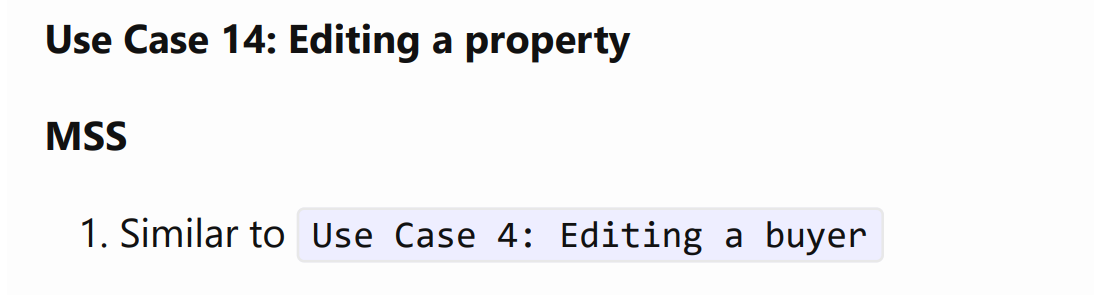 Use Case 14: Editing a property
MSS
1. Similar to Use Case 4: Editing a buyer